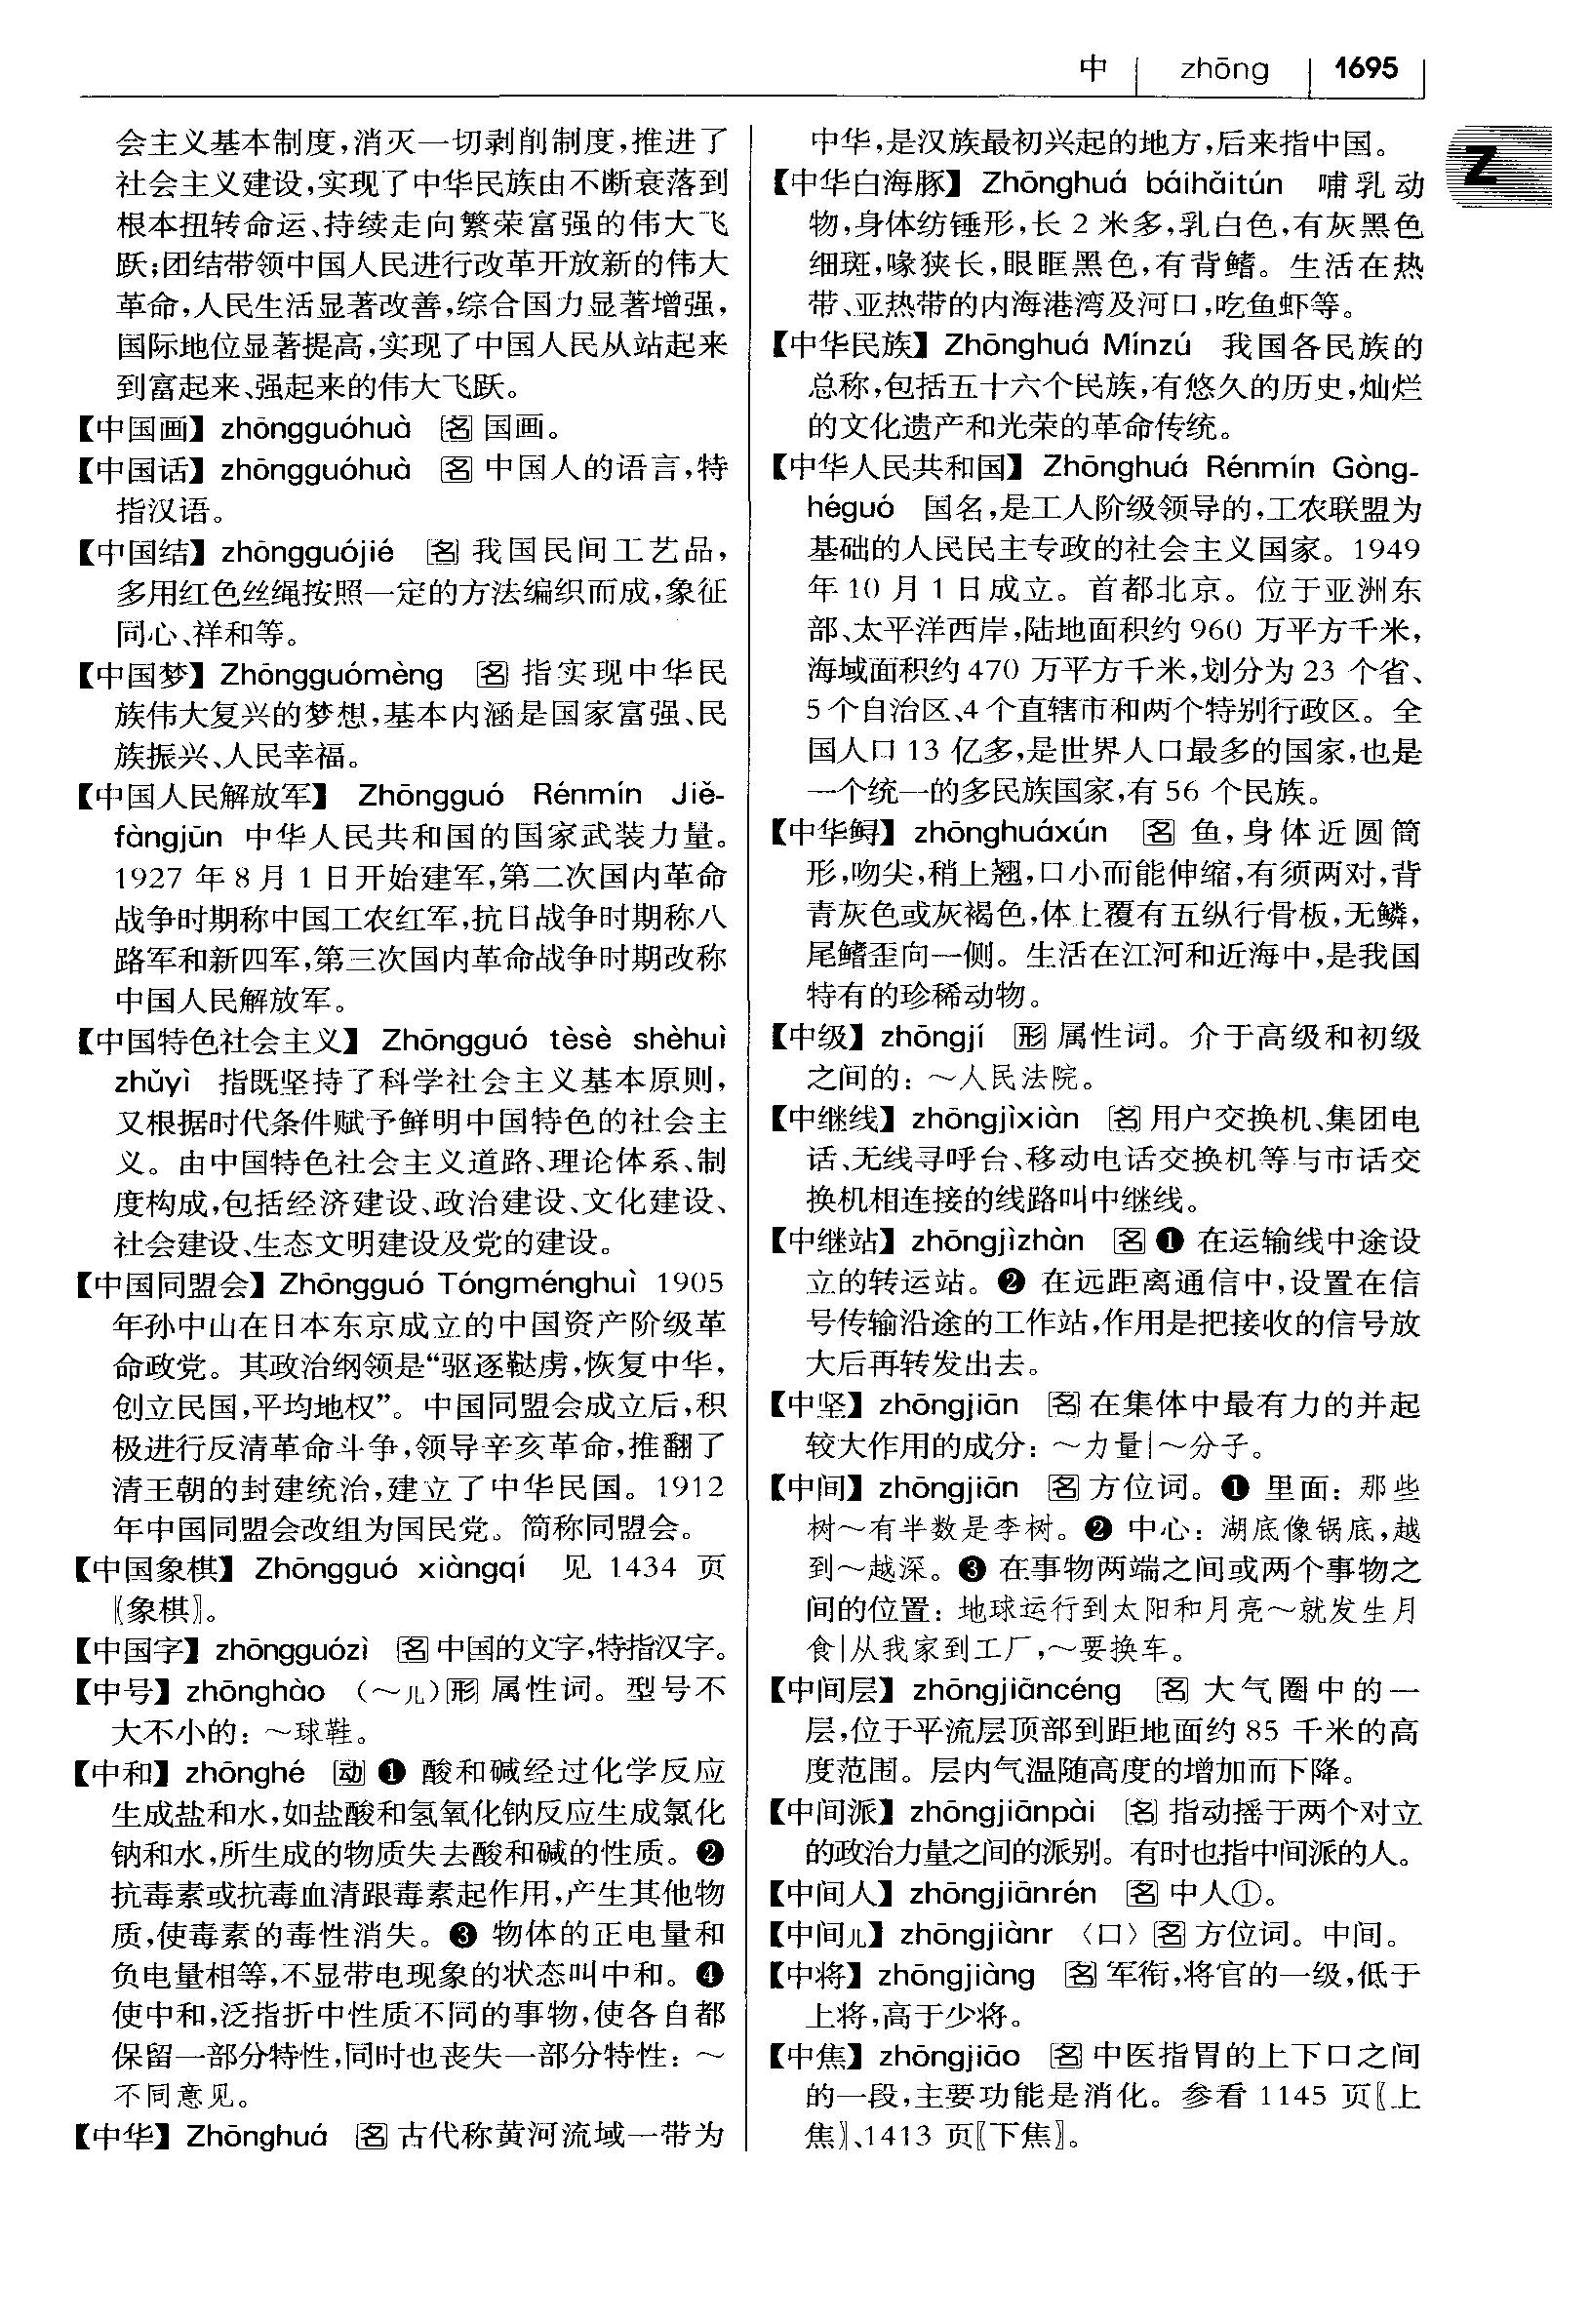 中 | zhōng | 1695
Z
会主义基本制度,消灭一切剥削制度,推进了
社会主义建设,实现了中华民族由不断衰落到
根本扭转命运、持续走向繁荣富强的伟大飞
跃;团结带领中国人民进行改革开放新的伟大
革命,人民生活显著改善,综合国力显著增强,
国际地位显著提高,实现了中国人民从站起来
到富起来、强起来的伟大飞跃。
【中国画】zhōngguóhuà 名 国画。
【中国话】zhōngguóhuà 名 中国人的语言,特
指汉语。
【中国结】zhōngguójié 名 我国民间工艺品,
多用红色丝绳按照一定的方法编织而成,象征
同心、祥和等。
【中国梦】Zhōngguómèng 名 指实现中华民
族伟大复兴的梦想,基本内涵是国家富强、民
族振兴、人民幸福。
【中国人民解放军】 Zhōngguó Rénmín Jiě-
fàngjūn 中华人民共和国的国家武装力量。
1927 年 8 月 1 日开始建军,第二次国内革命
战争时期称中国工农红军,抗日战争时期称八
路军和新四军,第三次国内革命战争时期改称
中国人民解放军。
【中国特色社会主义】 Zhōngguó tèsè shèhuì
zhǔyì 指既坚持了科学社会主义基本原则,
又根据时代条件赋予鲜明中国特色的社会主
义。由中国特色社会主义道路、理论体系、制
度构成,包括经济建设、政治建设、文化建设、
社会建设、生态文明建设及党的建设。
【中国同盟会】Zhōngguó Tóngménghuì 1905
年孙中山在日本东京成立的中国资产阶级革
命政党。其政治纲领是“驱逐鞑虏,恢复中华,
创立民国,平均地权”。中国同盟会成立后,积
极进行反清革命斗争,领导辛亥革命,推翻了
清王朝的封建统治,建立了中华民国。1912
年中国同盟会改组为国民党。简称同盟会。
【中国象棋】 Zhōngguó xiàngqí 见 1434 页
〖象棋〗。
【中国字】zhōngguózì 名 中国的文字,特指汉字。
【中号】zhōnghào (～儿)形 属性词。型号不
大不小的：～球鞋。
【中和】zhōnghé 动 ❶ 酸和碱经过化学反应
生成盐和水,如盐酸和氢氧化钠反应生成氯化
钠和水,所生成的物质失去酸和碱的性质。❷
抗毒素或抗毒血清跟毒素起作用,产生其他物
质,使毒素的毒性消失。❸ 物体的正电量和
负电量相等,不显带电现象的状态叫中和。❹
使中和,泛指折中性质不同的事物,使各自都
保留一部分特性,同时也丧失一部分特性：～
不同意见。
【中华】Zhōnghuá 名 古代称黄河流域一带为
中华,是汉族最初兴起的地方,后来指中国。
【中华白海豚】 Zhōnghuá báihǎitún 哺乳动
物,身体纺锤形,长 2 米多,乳白色,有灰黑色
细斑,喙狭长,眼眶黑色,有背鳍。生活在热
带、亚热带的内海港湾及河口,吃鱼虾等。
【中华民族】Zhōnghuá Mínzú 我国各民族的
总称,包括五十六个民族,有悠久的历史,灿烂
的文化遗产和光荣的革命传统。
【中华人民共和国】 Zhōnghuá Rénmín Gòng-
héguó 国名,是工人阶级领导的,工农联盟为
基础的人民民主专政的社会主义国家。1949
年 10 月 1 日成立。首都北京。位于亚洲东
部、太平洋西岸,陆地面积约 960 万平方千米,
海域面积约 470 万平方千米,划分为 23 个省、
5 个自治区、4 个直辖市和两个特别行政区。全
国人口 13 亿多,是世界人口最多的国家,也是
一个统一的多民族国家,有 56 个民族。
【中华鲟】zhōnghuáxún 名 鱼,身体近圆筒
形,吻尖,稍上翘,口小而能伸缩,有须两对,背
青灰色或灰褐色,体上覆有五纵行骨板,无鳞,
尾鳍歪向一侧。生活在江河和近海中,是我国
特有的珍稀动物。
【中级】zhōngjí 形 属性词。介于高级和初级
之间的：～人民法院。
【中继线】zhōngjìxiàn 名 用户交换机、集团电
话、无线寻呼台、移动电话交换机等与市话交
换机相连接的线路叫中继线。
【中继站】zhōngjìzhàn 名 ❶ 在运输线中途设
立的转运站。❷ 在远距离通信中,设置在信
号传输沿途的工作站,作用是把接收的信号放
大后再转发出去。
【中坚】zhōngjiān 名 在集体中最有力的并起
较大作用的成分：～力量|～分子。
【中间】zhōngjiān 名 方位词。❶ 里面：那些
树～有半数是李树。❷ 中心：湖底像锅底,越
到～越深。❸ 在事物两端之间或两个事物之
间的位置：地球运行到太阳和月亮～就发生月
食|从我家到工厂,～要换车。
【中间层】zhōngjiāncéng 名 大气圈中的一
层,位于平流层顶部到距地面约 85 千米的高
度范围。层内气温随高度的增加而下降。
【中间派】zhōngjiānpài 名 指动摇于两个对立
的政治力量之间的派别。有时也指中间派的人。
【中间人】zhōngjiānrén 名 中人①。
【中间儿】zhōngjiànr 〈口〉名 方位词。中间。
【中将】zhōngjiàng 名 军衔,将官的一级,低于
上将,高于少将。
【中焦】zhōngjiāo 名 中医指胃的上下口之间
的一段,主要功能是消化。参看 1145 页〖上
焦〗、1413 页〖下焦〗。